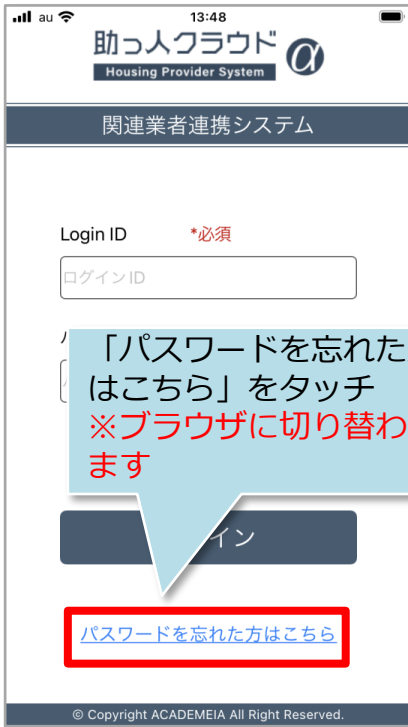 au 13:48
助っ人クラウド α
Housing Provider System
関連業者連携システム
Login ID *必須
ログインID
「パスワードを忘れた
はこちら」をタッチ
※ブラウザに切り替わ
ます
イン
パスワードを忘れた方はこちら
© Copyright ACADEMEIA All Right Reserved.